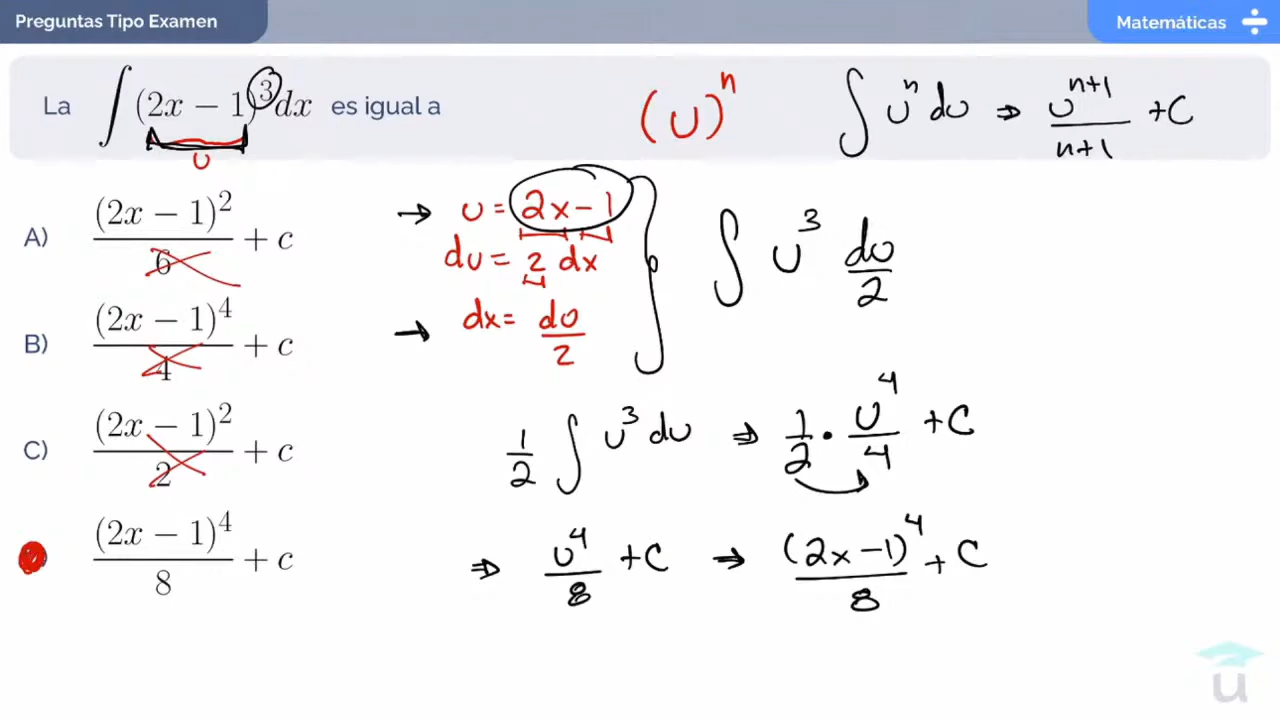 Preguntas Tipo Examen
Matemáticas ÷
La ∫ (2x − 1)³ dx es igual a
u
(u)ⁿ
∫ uⁿ du ⇒ uⁿ⁺¹/n+1 + C
A) (2x − 1)²/6 + c
B) (2x − 1)⁴/4 + c
C) (2x − 1)²/2 + c
(2x − 1)⁴/8 + c
→ u = 2x − 1
du = 2 dx
→ dx = du/2
∫ u³ du/2
1/2 ∫ u³ du ⇒ 1/2 • u⁴/4 + C
⇒ u⁴/8 + C ⇒ (2x − 1)⁴/8 + C
u